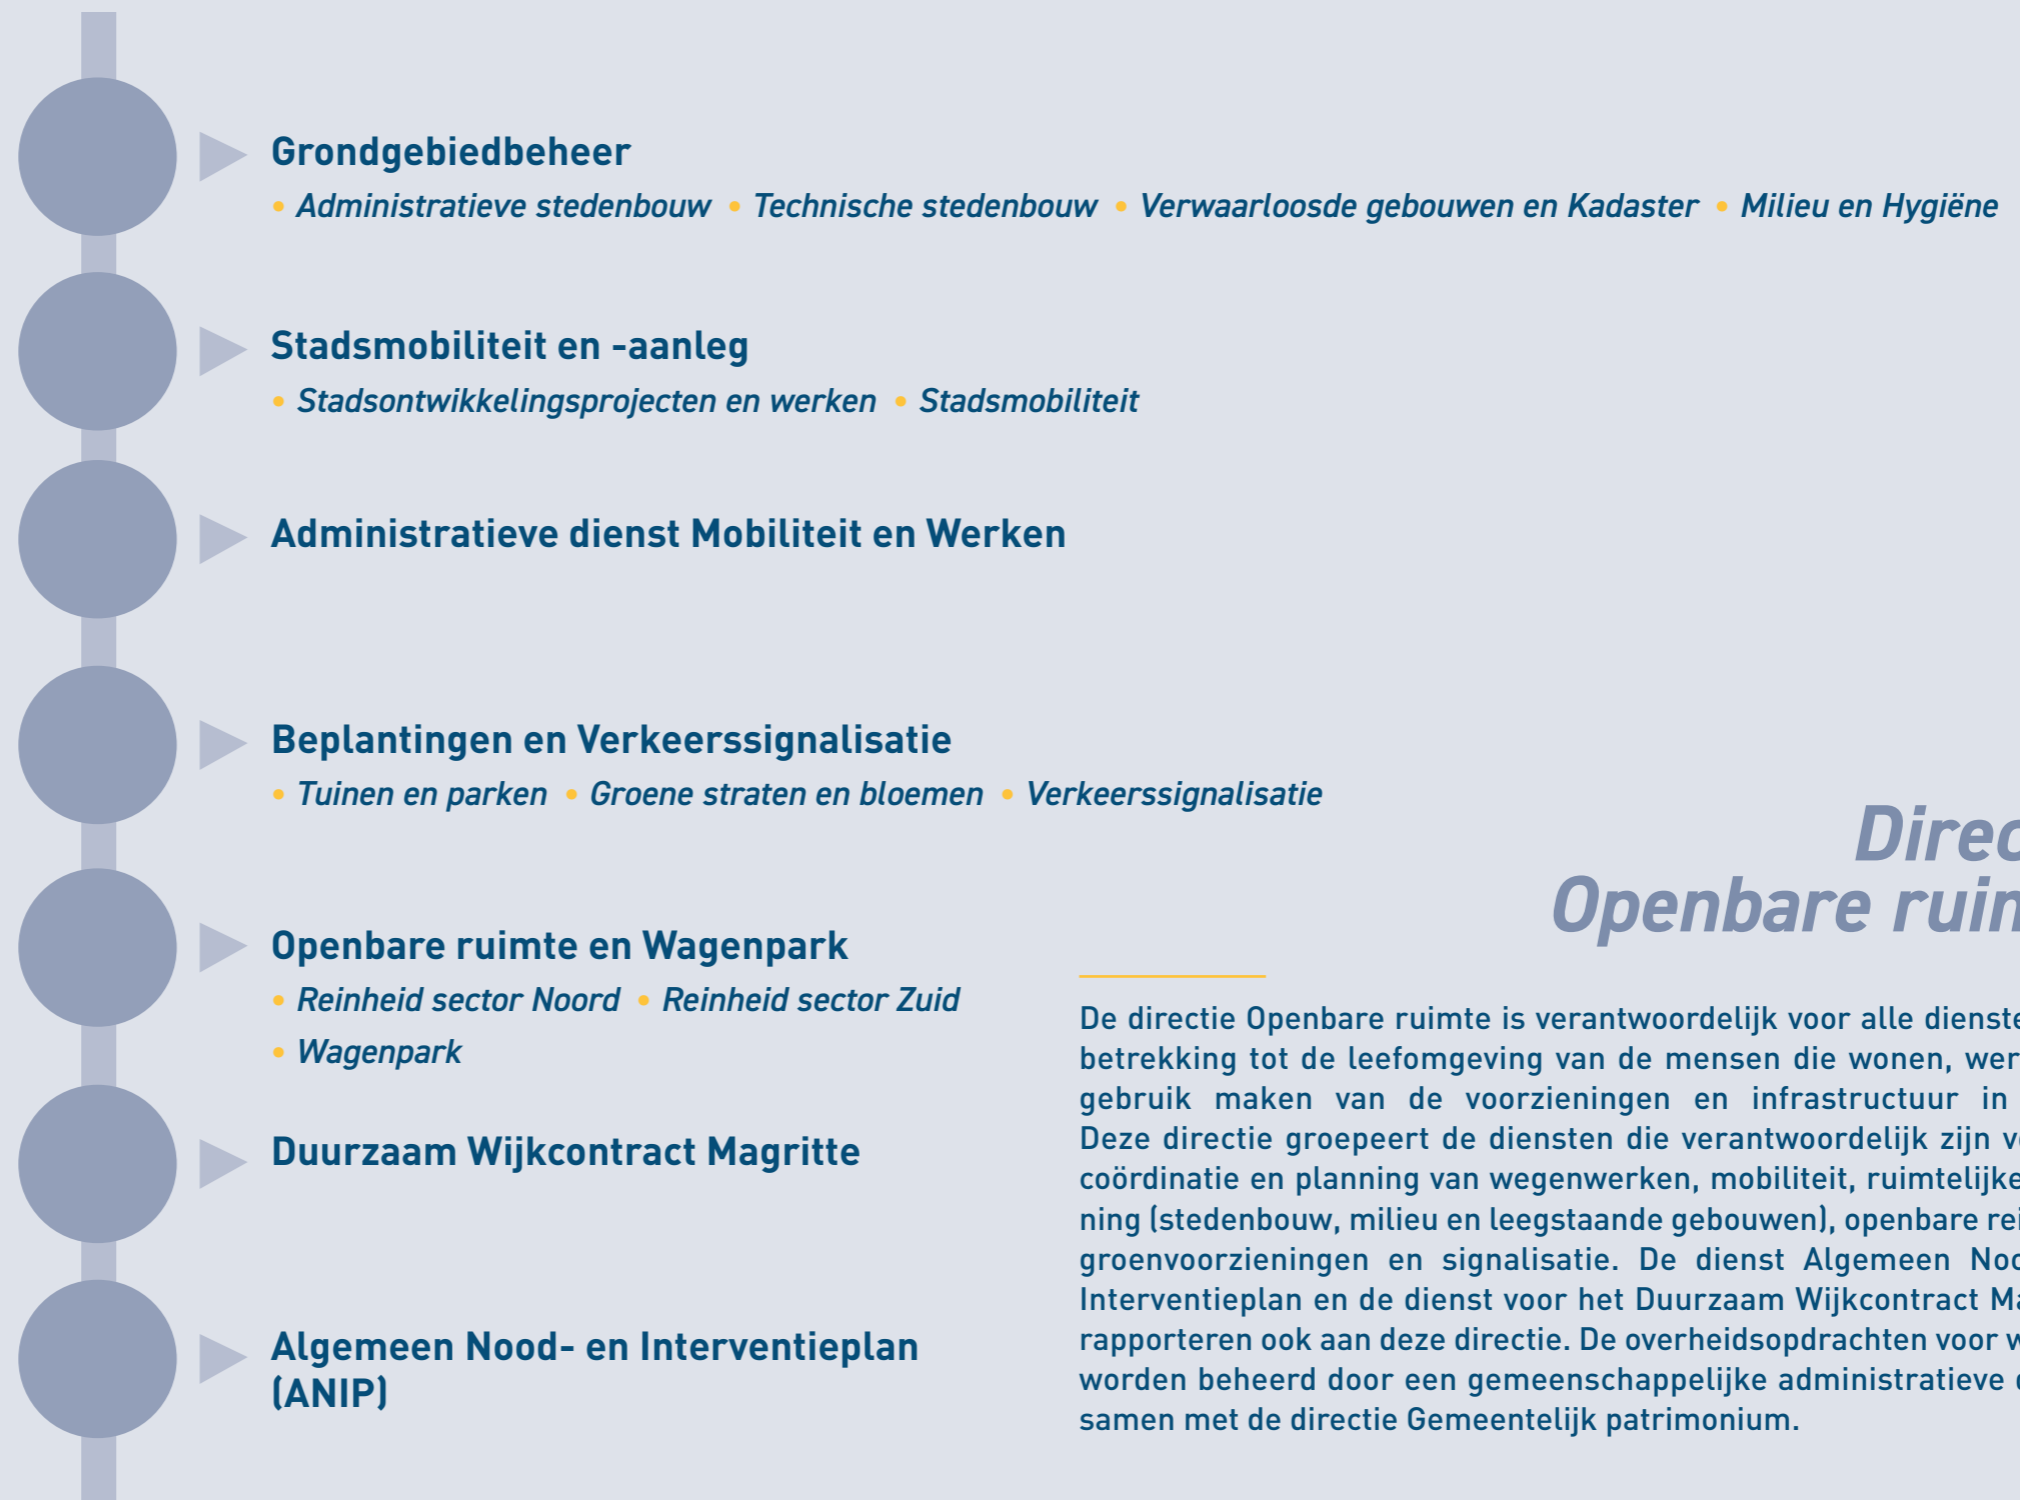 Grondgebiedbeheer
• Administratieve stedenbouw • Technische stedenbouw • Verwaarloosde gebouwen en Kadaster • Milieu en Hygiëne
Stadsmobiliteit en -aanleg
• Stadsontwikkelingsprojecten en werken • Stadsmobiliteit
Administratieve dienst Mobiliteit en Werken
Beplantingen en Verkeerssignalisatie
• Tuinen en parken • Groene straten en bloemen • Verkeerssignalisatie
Openbare ruimte en Wagenpark
• Reinheid sector Noord • Reinheid sector Zuid
• Wagenpark
Duurzaam Wijkcontract Magritte
Algemeen Nood- en Interventieplan
(ANIP)
Openbare
De directie Openbare ruimte is verantwoordelijk voor alle
betrekking tot de leefomgeving van de mensen die wonen,
gebruik maken van de voorzieningen en infrastructuur in
Deze directie groepeert de diensten die verantwoordelijk zijn
coördinatie en planning van wegenwerken, mobiliteit, ruimtelijke
ning (stedenbouw, milieu en leegstaande gebouwen), openbare
groenvoorzieningen en signalisatie. De dienst Algemeen
Interventieplan en de dienst voor het Duurzaam Wijkcontract
rapporteren ook aan deze directie. De overheidsopdrachten voor
worden beheerd door een gemeenschappelijke administratieve
samen met de directie Gemeentelijk patrimonium.